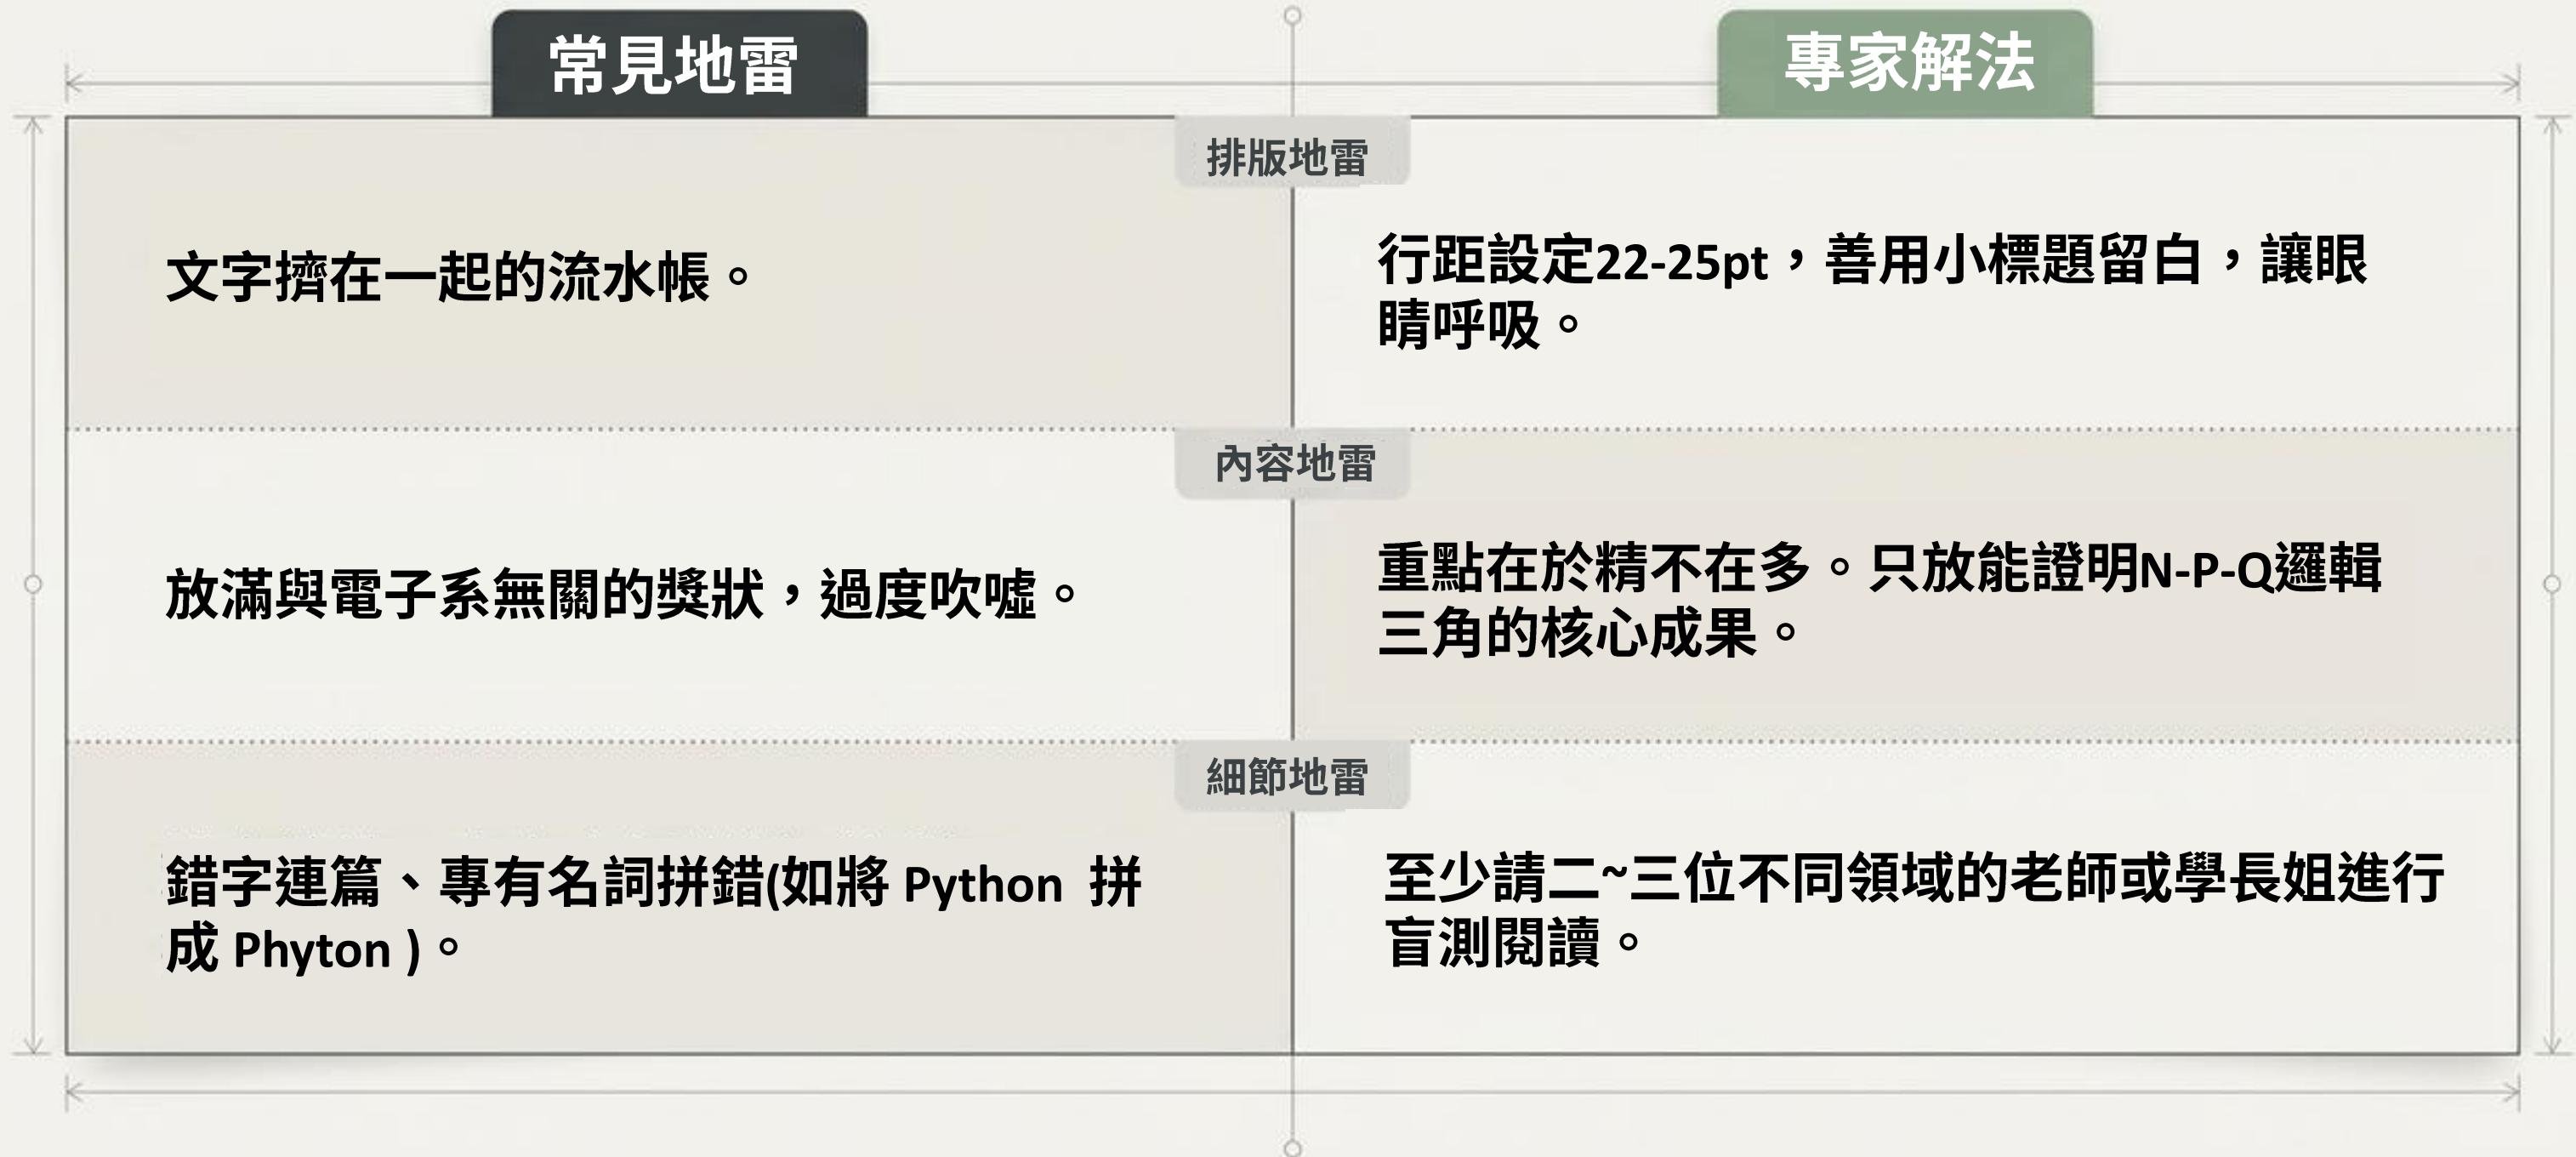 常見地雷
專家解法
排版地雷
文字擠在一起的流水帳。
行距設定22-25pt，善用小標題留白，讓眼
睛呼吸。
內容地雷
放滿與電子系無關的獎狀，過度吹噓。
重點在於精不在多。只放能證明N-P-Q邏輯
三角的核心成果。
細節地雷
錯字連篇、專有名詞拼錯(如將 Python 拼
成 Phyton )。
至少請二~三位不同領域的老師或學長姐進行
盲測閱讀。